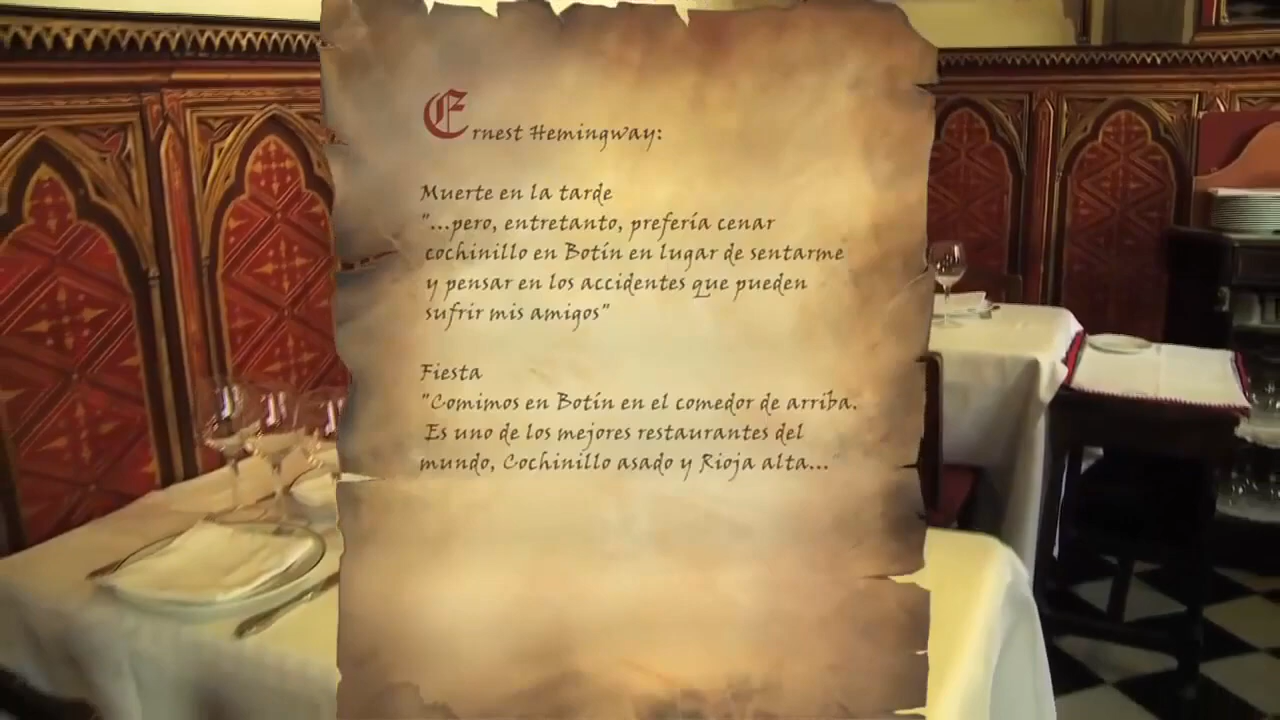 Ernest Hemingway:
Muerte en la tarde
"...pero, entretanto, prefería cenar
cochinillo en Botín en lugar de sentarme
y pensar en los accidentes que pueden
sufrir mis amigos"
Fiesta
"Comimos en Botín en el comedor de arriba.
Es uno de los mejores restaurantes del
mundo, Cochinillo asado y Rioja alta..."